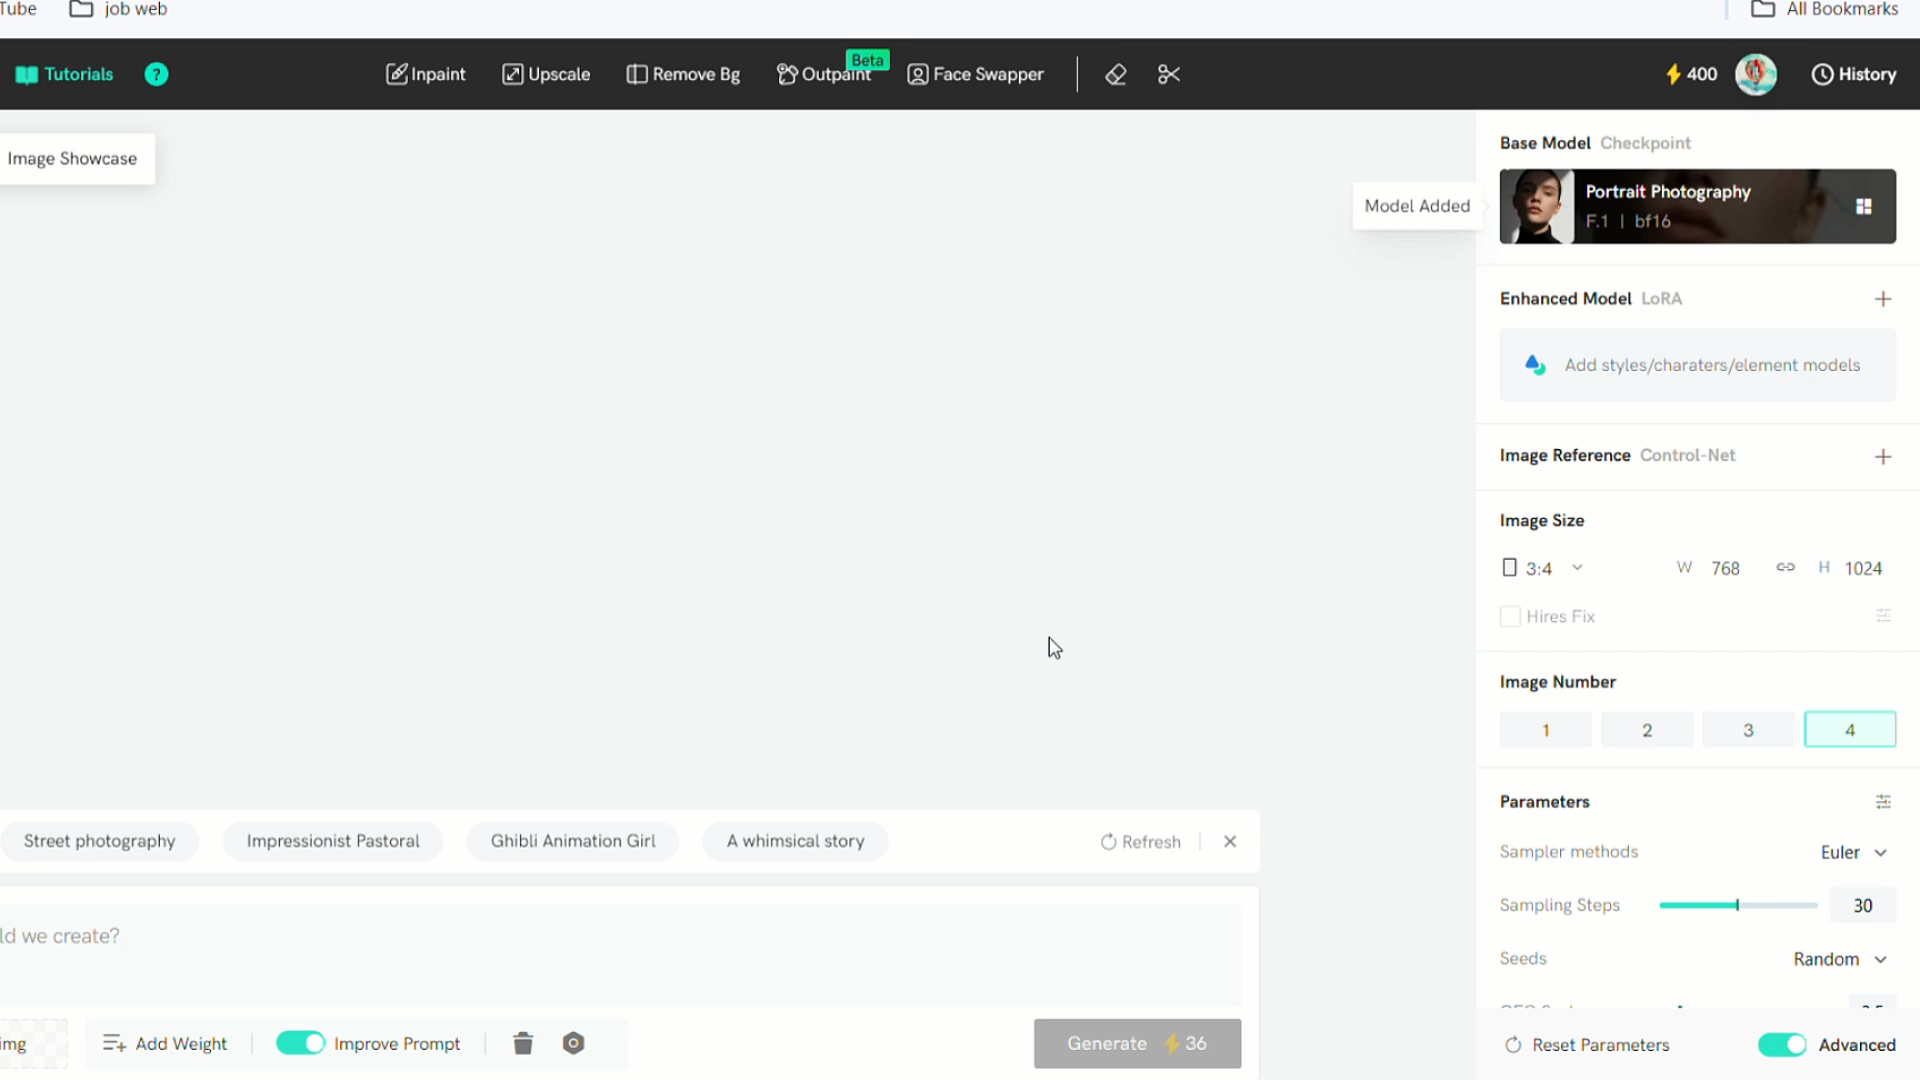 Tube job web All Bookmarks
Tutorials ? Inpaint Upscale Remove Bg Outpaint Beta Face Swapper 400 History
Image Showcase
Base Model Checkpoint
Model Added
Portrait Photography
F.1 | bf16
Enhanced Model LoRA
Add styles/charaters/element models
Image Reference Control-Net
Image Size
3:4 W 768 H 1024
Hires Fix
Image Number
1 2 3 4
Parameters
Sampler methods Euler
Sampling Steps 30
Seeds Random
Street photography Impressionist Pastoral Ghibli Animation Girl A whimsical story Refresh
ld we create?
img Add Weight Improve Prompt Generate 36
Reset Parameters Advanced